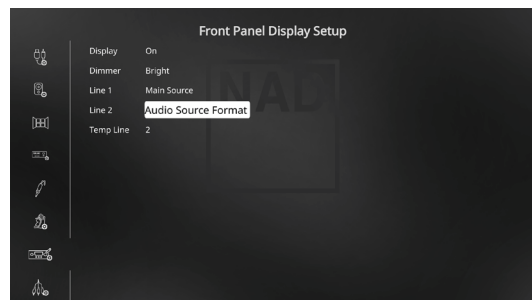 Front Panel Display Setup
Display On
Dimmer Bright
Line 1 Main Source
Line 2 Audio Source Format
Temp Line 2
NAD